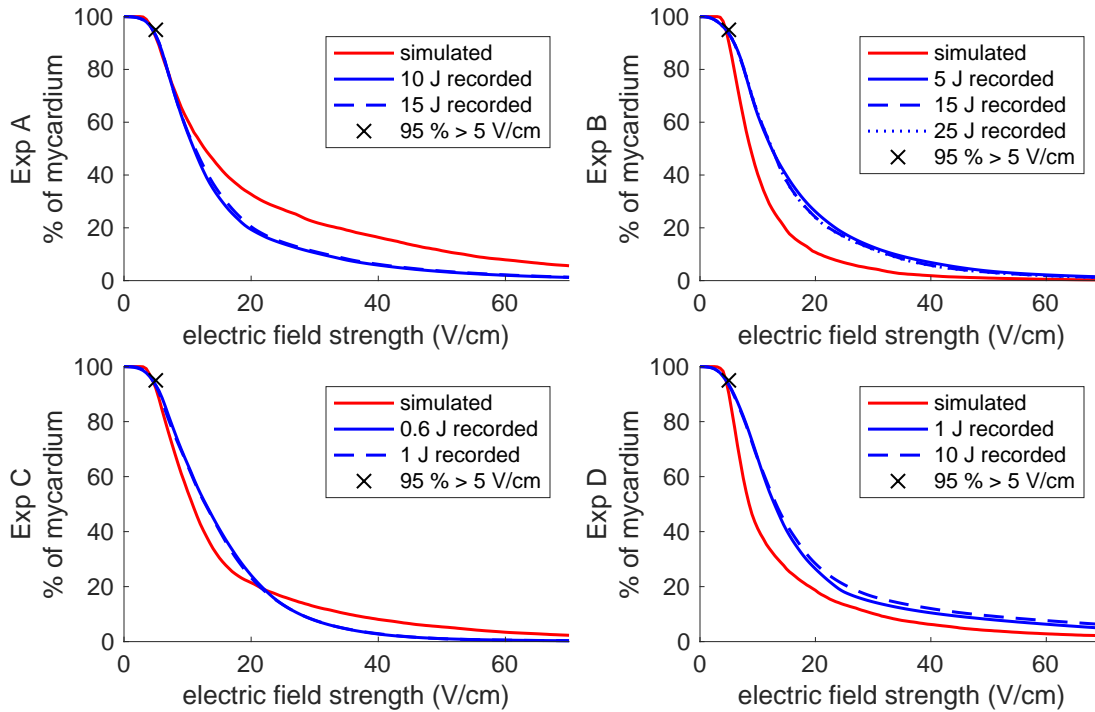 100
80
60
40
20
0
Exp A
% of mycardium
simulated
10 J recorded
15 J recorded
95 % > 5 V/cm
0 20 40 60
electric field strength (V/cm)
100
80
60
40
20
0
Exp B
% of mycardium
simulated
5 J recorded
15 J recorded
25 J recorded
95 % > 5 V/cm
0 20 40 60
electric field strength (V/cm)
100
80
60
40
20
0
Exp C
% of mycardium
simulated
0.6 J recorded
1 J recorded
95 % > 5 V/cm
0 20 40 60
electric field strength (V/cm)
100
80
60
40
20
0
Exp D
% of mycardium
simulated
1 J recorded
10 J recorded
95 % > 5 V/cm
0 20 40 60
electric field strength (V/cm)